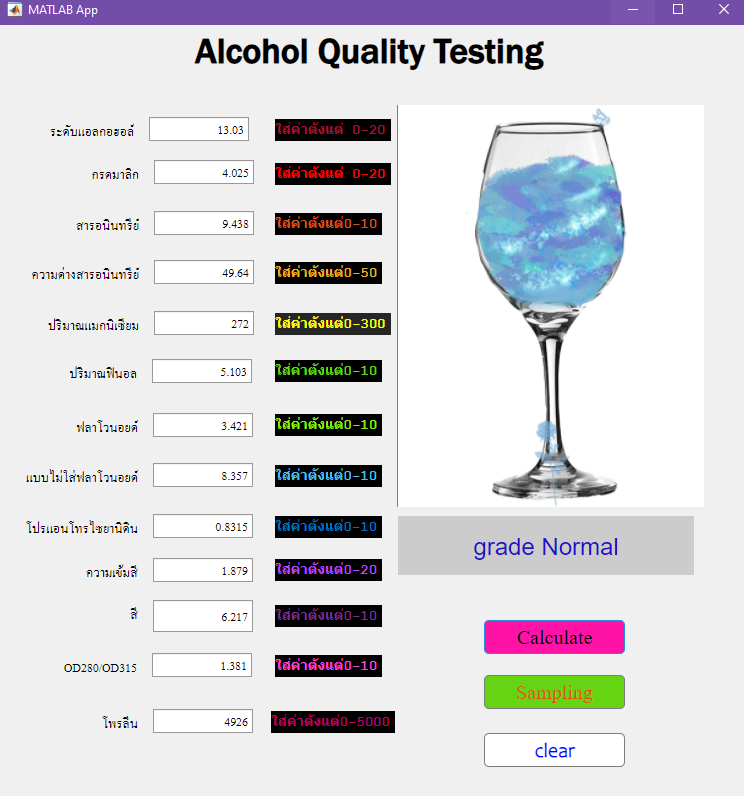 MATLAB App
Alcohol Quality Testing
ระดับแอลกอฮอล์ 13.03 ใส่ค่าตั้งแต่ 0-20
กรดมาลิก 4.025 ใส่ค่าตั้งแต่ 0-20
สารอนินทรีย์ 9.438 ใส่ค่าตั้งแต่0-10
ความด่างสารอนินทรีย์ 49.64 ใส่ค่าตั้งแต่0-50
ปริมาณแมกนิเซียม 272 ใส่ค่าตั้งแต่0-300
ปริมาณฟินอล 5.103 ใส่ค่าตั้งแต่0-10
ฟลาโวนอยด์ 3.421 ใส่ค่าตั้งแต่0-10
แบบไม่ใส่ฟลาโวนอยด์ 8.357 ใส่ค่าตั้งแต่0-10
โปรแอนโทรไซยานิดิน 0.8315 ใส่ค่าตั้งแต่0-10
grade Normal
ความเข้มสี 1.879 ใส่ค่าตั้งแต่0-20
สี 6.217 ใส่ค่าตั้งแต่0-10
Calculate
OD280/OD315 1.381 ใส่ค่าตั้งแต่0-10
Sampling
โพรลีน 4926 ใส่ค่าตั้งแต่0-5000
clear